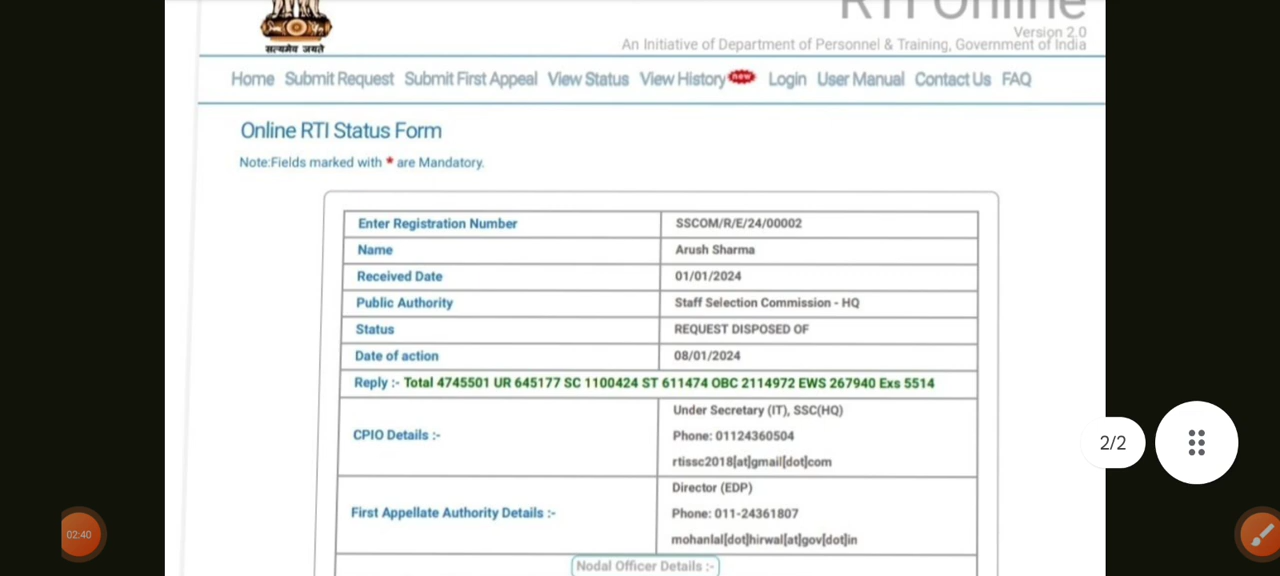 RTI Online
Version 2.0
सत्यमेव जयते
An Initiative of Department of Personnel & Training, Government of India
Home Submit Request Submit First Appeal View Status View History new Login User Manual Contact Us FAQ
Online RTI Status Form
Note:Fields marked with * are Mandatory.
Enter Registration Number SSCOM/R/E/24/00002
Name Arush Sharma
Received Date 01/01/2024
Public Authority Staff Selection Commission - HQ
Status REQUEST DISPOSED OF
Date of action 08/01/2024
Reply :- Total 4745501 UR 645177 SC 1100424 ST 611474 OBC 2114972 EWS 267940 Exs 5514
CPIO Details :- Under Secretary (IT), SSC(HQ)
Phone: 01124360504
rtissc2018[at]gmail[dot]com
First Appellate Authority Details :- Director (EDP)
Phone: 011-24361807
mohanlal[dot]hirwal[at]gov[dot]in
Nodal Officer Details :-
2/2
02:40